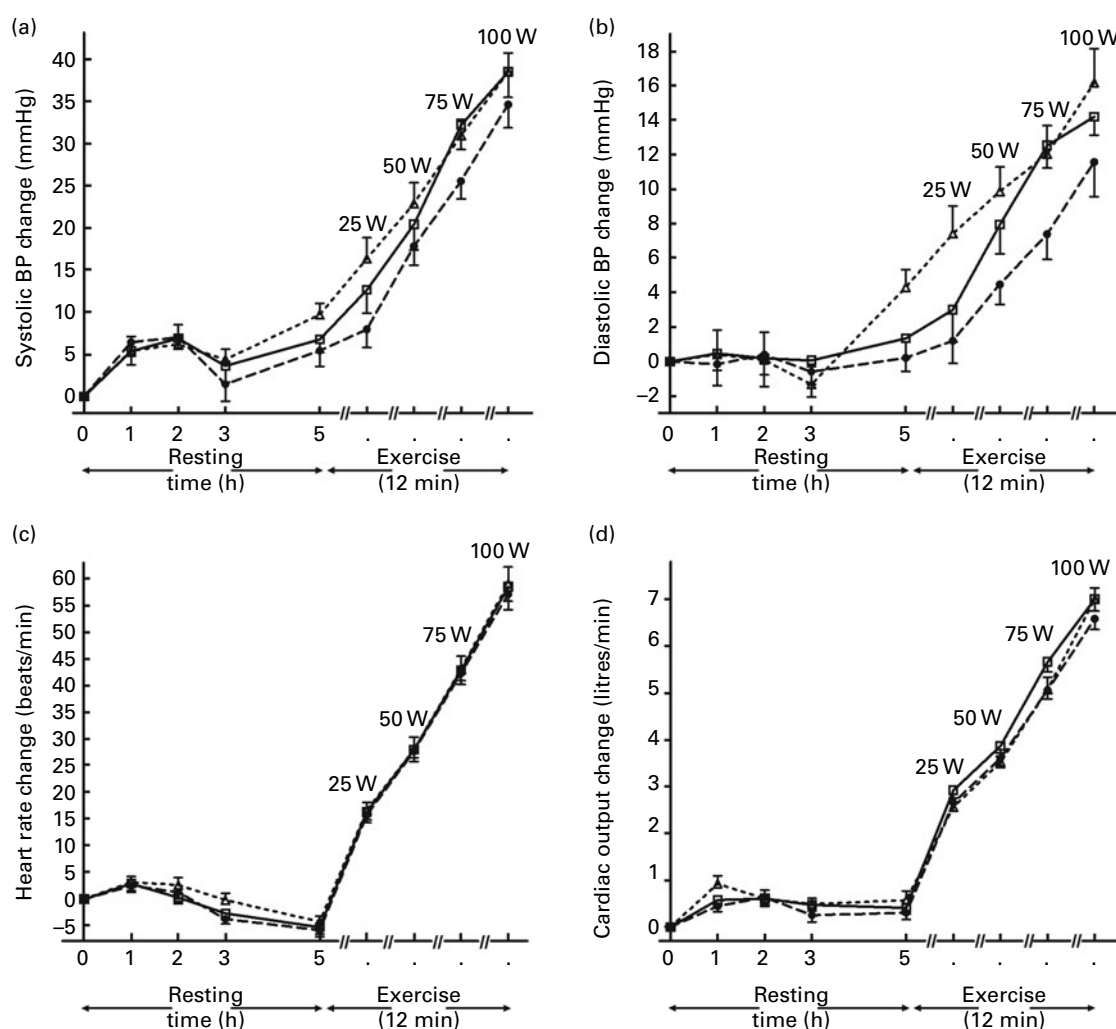 (a)
Systolic BP change (mmHg)
40
35
30
25
20
15
10
5
0
25 W
50 W
75 W
100 W
0 1 2 3 5 . . . .
Resting Exercise
time (h) (12 min)
(b)
Diastolic BP change (mmHg)
18
16
14
12
10
8
6
4
2
0
−2
25 W
50 W
75 W
100 W
0 1 2 3 5 . . . .
Resting Exercise
time (h) (12 min)
(c)
Heart rate change (beats/min)
60
55
50
45
40
35
30
25
20
15
10
5
0
−5
25 W
50 W
75 W
100 W
0 1 2 3 5 . . . .
Resting Exercise
time (h) (12 min)
(d)
Cardiac output change (litres/min)
7
6
5
4
3
2
1
0
25 W
50 W
75 W
100 W
0 1 2 3 5 . . . .
Resting Exercise
time (h) (12 min)